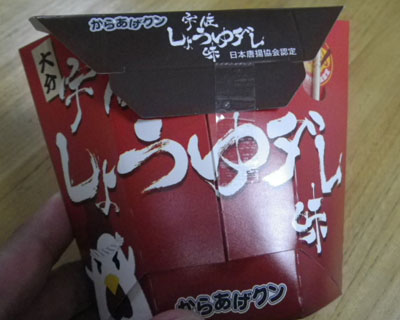 からあげクン
宇佐
しょうゆダレ
味
日本唐揚協会認定
大分
宇佐
しょうゆダレ
味
からあげクン